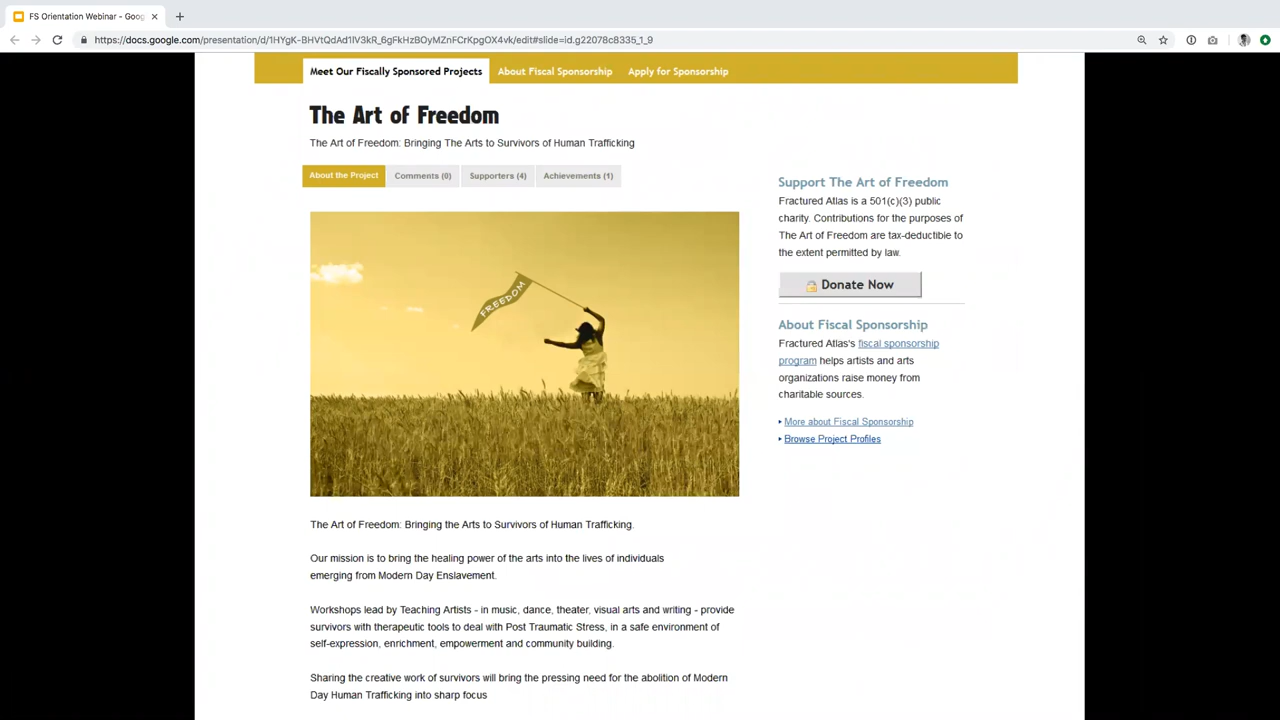 FS Orientation Webinar - Goog
https://docs.google.com/presentation/d/1HYgK-BHVtQdAd1lV3kR_6gFkHzBOyMZnFCrKpgOX4vk/edit#slide=id.g22078c8335_1_9
Meet Our Fiscally Sponsored Projects
About Fiscal Sponsorship
Apply for Sponsorship
The Art of Freedom
The Art of Freedom: Bringing The Arts to Survivors of Human Trafficking
About the Project
Comments (0)
Supporters (4)
Achievements (1)
FREEDOM
The Art of Freedom: Bringing the Arts to Survivors of Human Trafficking.
Our mission is to bring the healing power of the arts into the lives of individuals
emerging from Modern Day Enslavement.
Workshops lead by Teaching Artists - in music, dance, theater, visual arts and writing - provide
survivors with therapeutic tools to deal with Post Traumatic Stress, in a safe environment of
self-expression, enrichment, empowerment and community building.
Sharing the creative work of survivors will bring the pressing need for the abolition of Modern
Day Human Trafficking into sharp focus
Support The Art of Freedom
Fractured Atlas is a 501(c)(3) public
charity. Contributions for the purposes of
The Art of Freedom are tax-deductible to
the extent permitted by law.
Donate Now
About Fiscal Sponsorship
Fractured Atlas's fiscal sponsorship
program helps artists and arts
organizations raise money from
charitable sources.
More about Fiscal Sponsorship
Browse Project Profiles